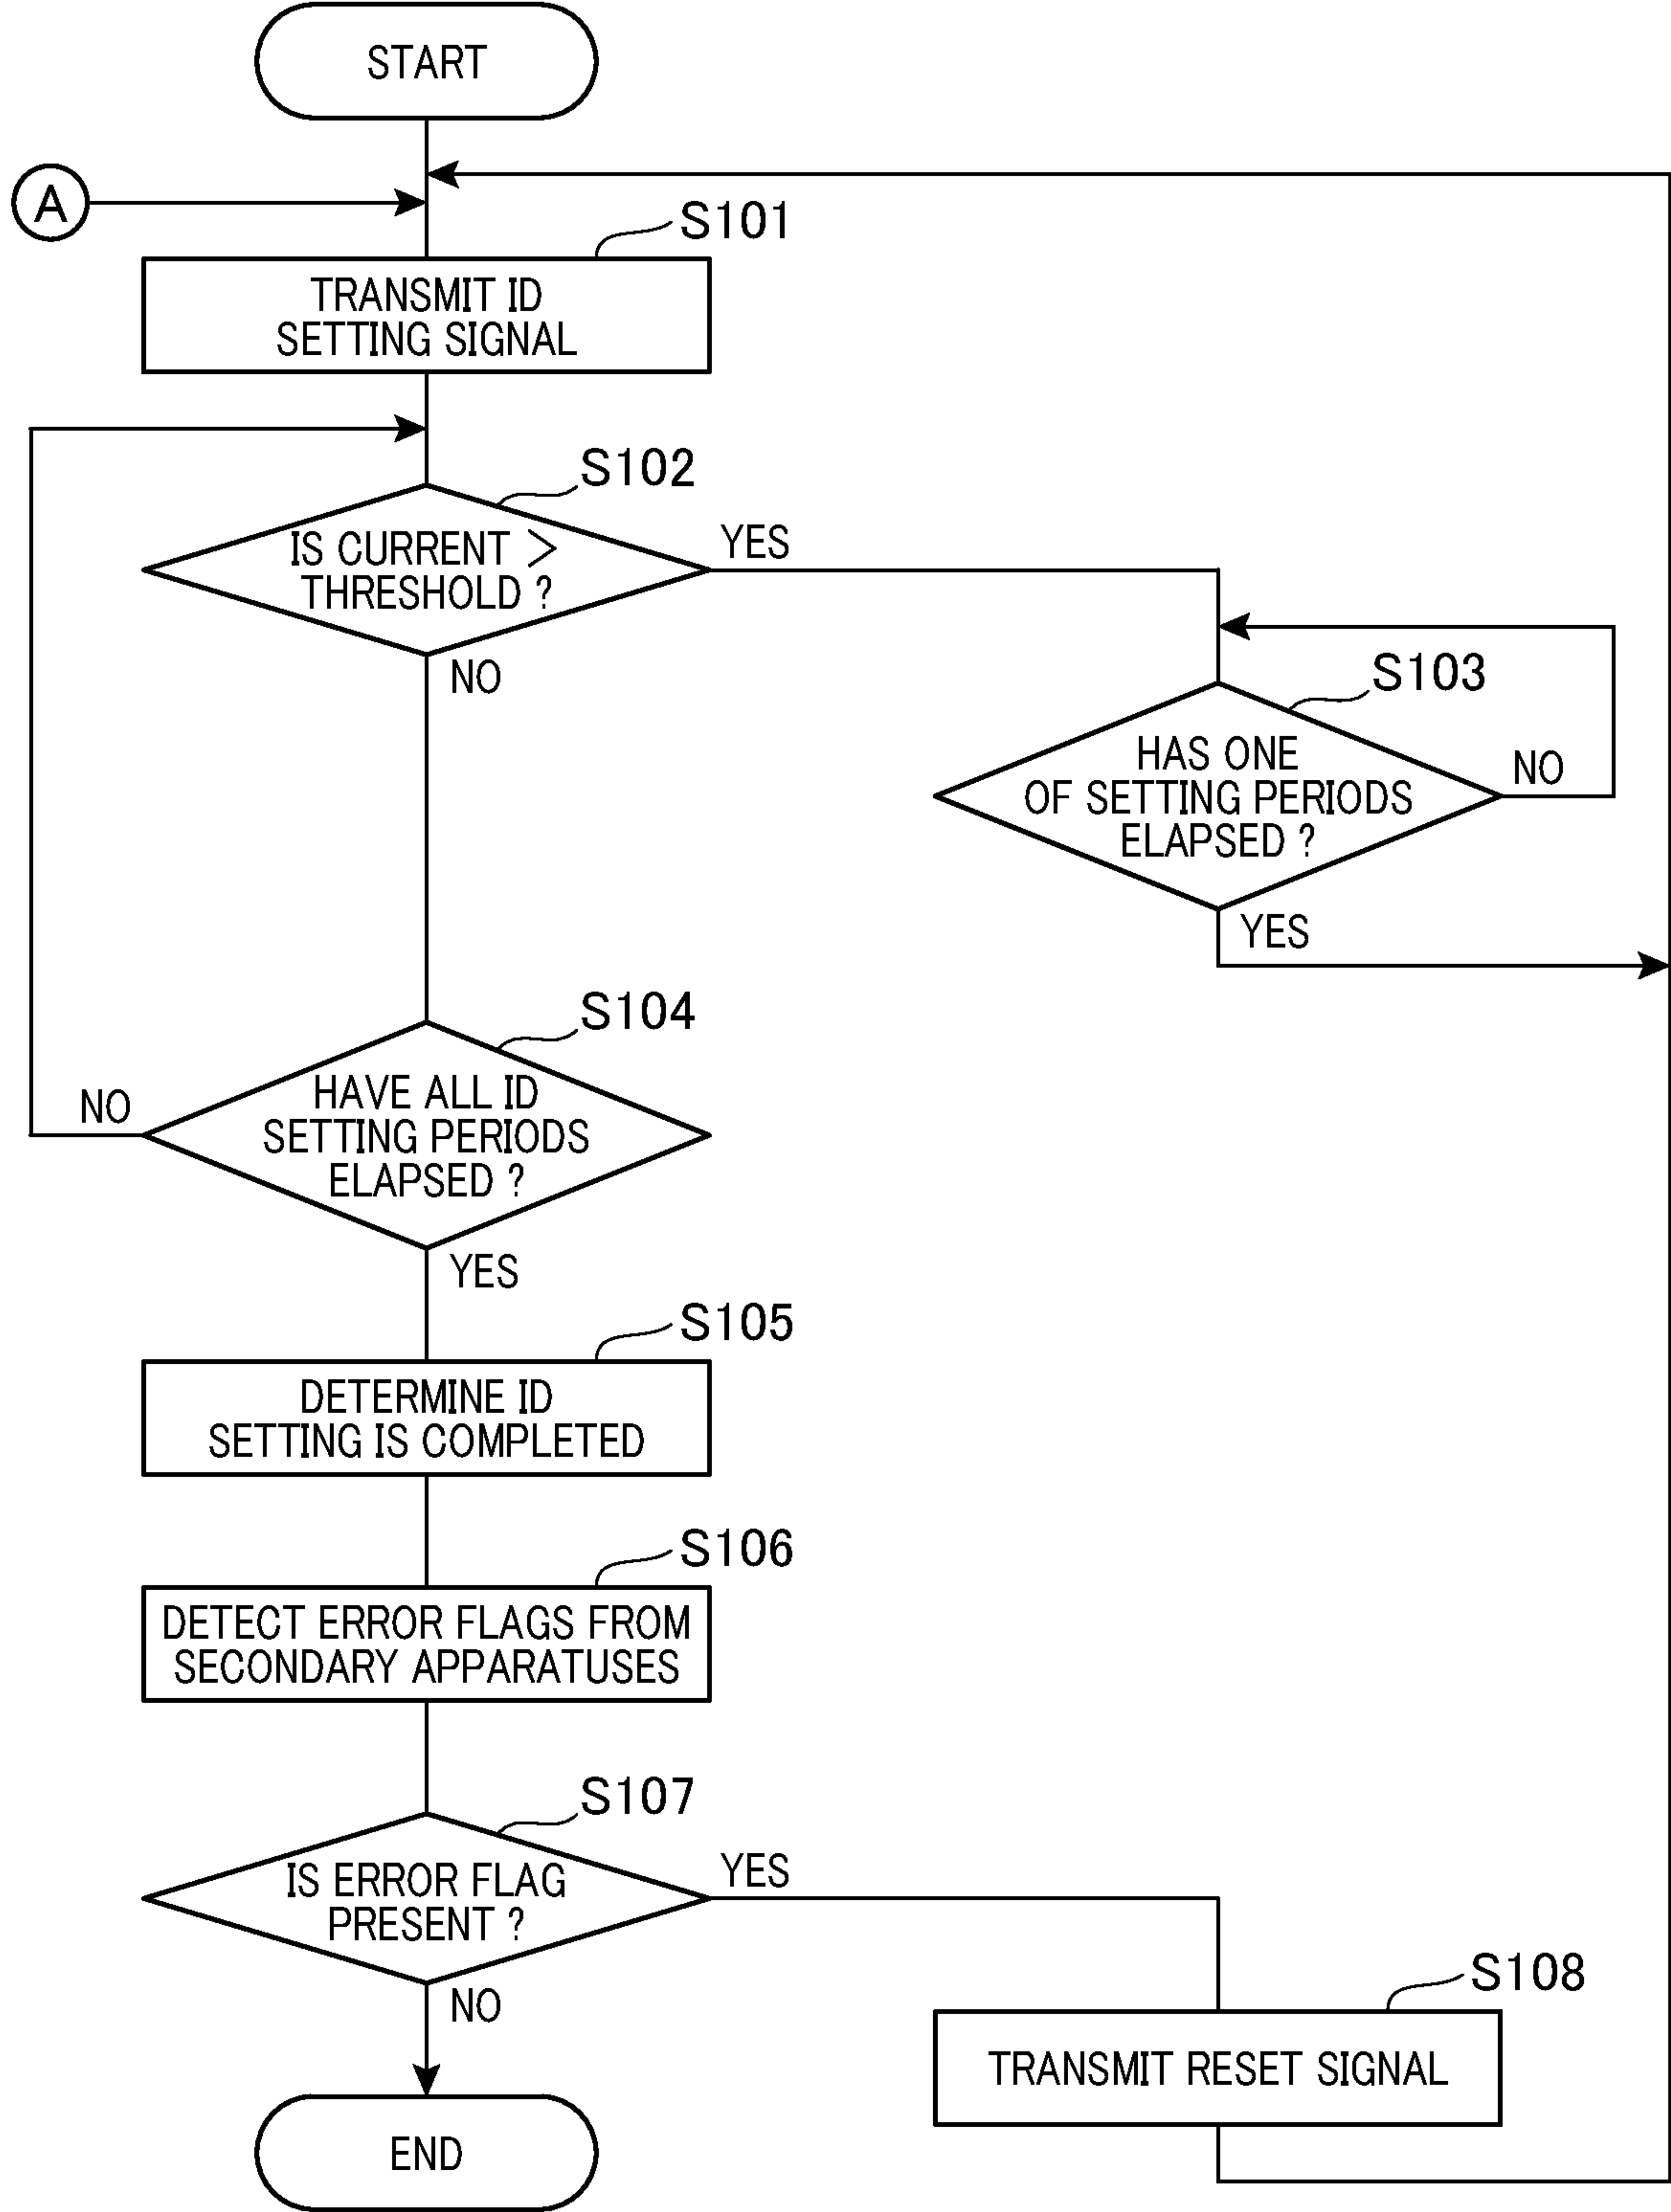 START
A
S101
TRANSMIT ID
SETTING SIGNAL
S102
IS CURRENT >
THRESHOLD ?
YES
NO
S103
HAS ONE
OF SETTING PERIODS
ELAPSED ?
NO
YES
S104
HAVE ALL ID
SETTING PERIODS
ELAPSED ?
NO
YES
S105
DETERMINE ID
SETTING IS COMPLETED
S106
DETECT ERROR FLAGS FROM
SECONDARY APPARATUSES
S107
IS ERROR FLAG
PRESENT ?
YES
NO
S108
TRANSMIT RESET SIGNAL
END